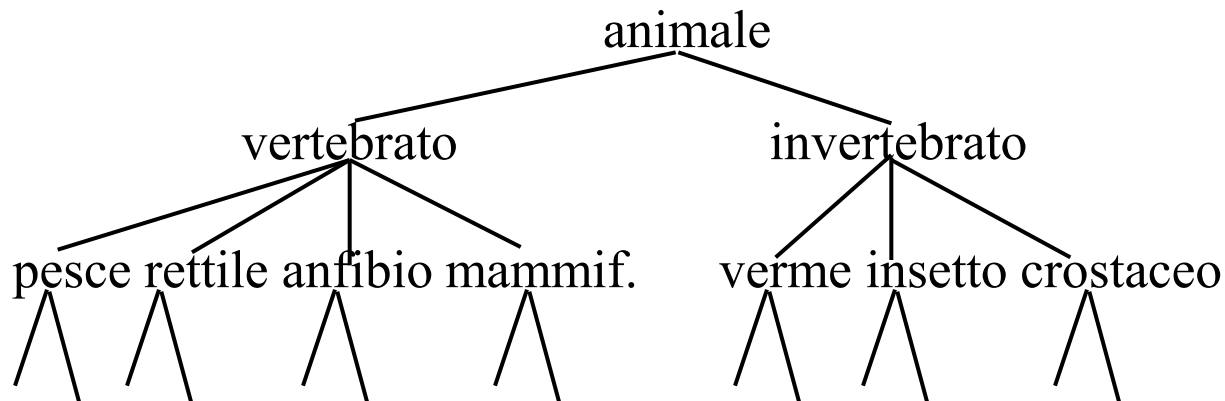 animale
vertebrato invertebrato
pesce rettile anfibio mammif. verme insetto crostaceo